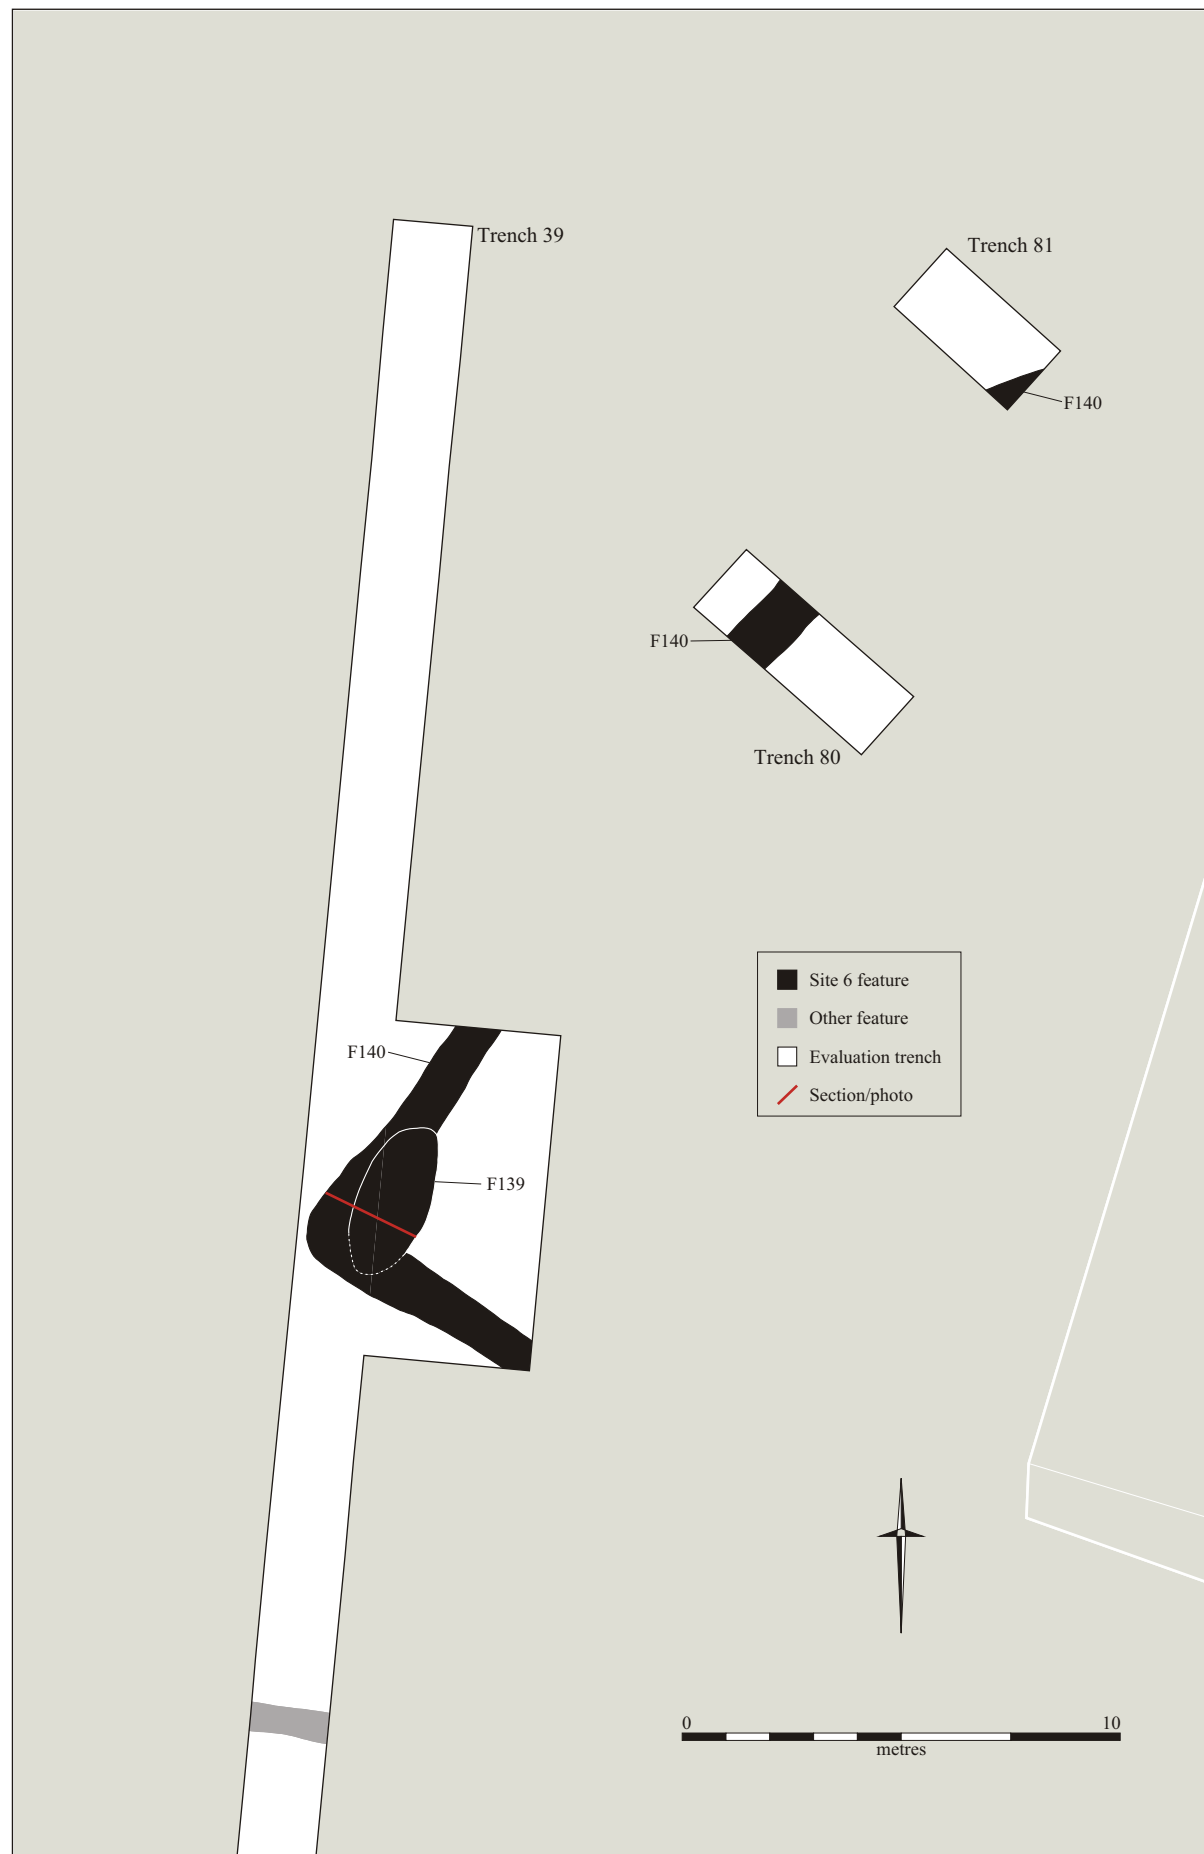 Trench 39
Trench 81
F140
F140
Trench 80
Site 6 feature
Other feature
Evaluation trench
Section/photo
F140
F139
0 10
metres